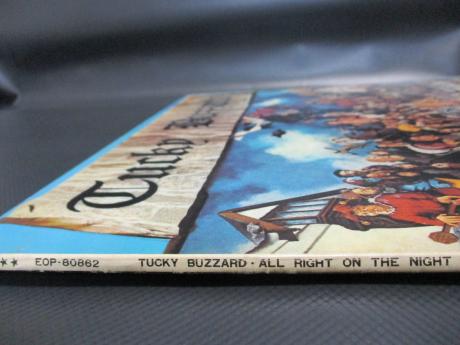 Tucky Buzzard
★★ EOP-80862 TUCKY BUZZARD · ALL RIGHT ON THE NIGHT